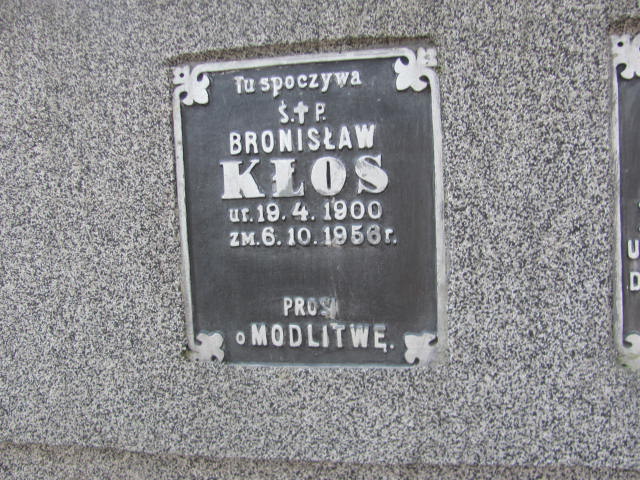 Tu spoczywa
Ś.✝P.
BRONISŁAW
KŁOS
ur. 19. 4. 1900
zm. 6. 10. 1956 r.
PROSI
o MODLITWĘ.
U
D